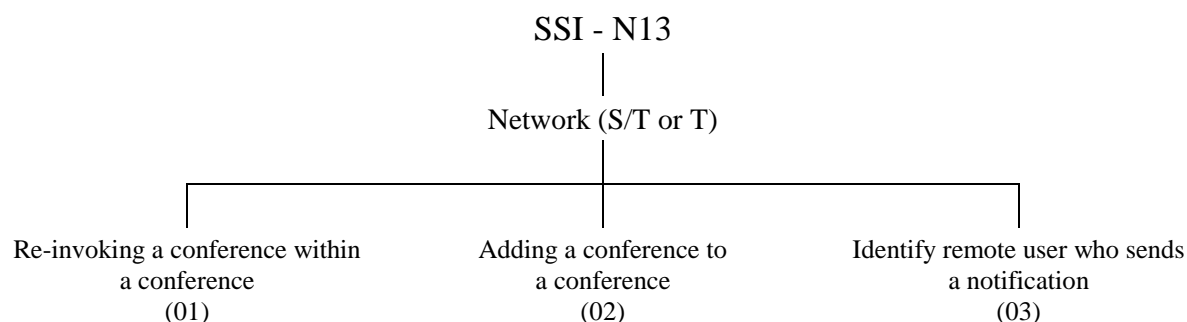 SSI - N13
Network (S/T or T)
Re-invoking a conference within
a conference
(01)
Adding a conference to
a conference
(02)
Identify remote user who sends
a notification
(03)